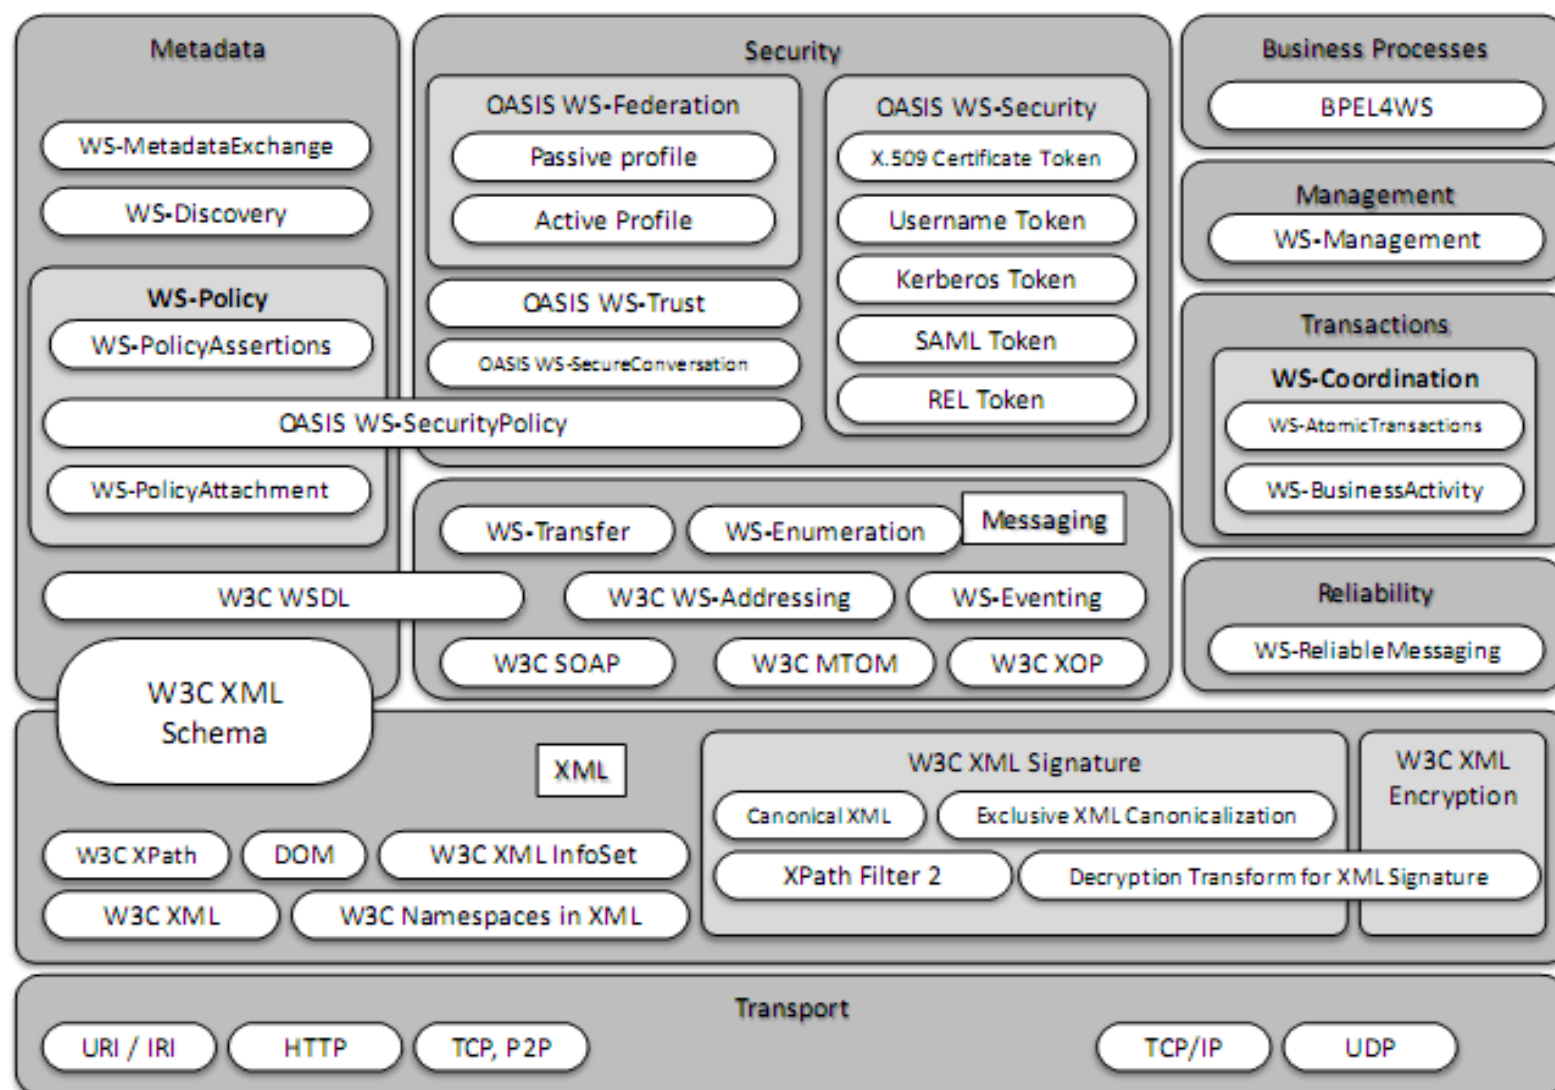 Metadata
WS-MetadataExchange
WS-Discovery
WS-Policy
WS-PolicyAssertions
OASIS WS-SecurityPolicy
WS-PolicyAttachment
W3C WSDL
W3C XML
Schema
Security
OASIS WS-Federation
Passive profile
Active Profile
OASIS WS-Trust
OASIS WS-SecureConversation
OASIS WS-Security
X.509 Certificate Token
Username Token
Kerberos Token
SAML Token
REL Token
Messaging
WS-Transfer
WS-Enumeration
W3C WS-Addressing
WS-Eventing
W3C SOAP
W3C MTOM
W3C XOP
Business Processes
BPEL4WS
Management
WS-Management
Transactions
WS-Coordination
WS-AtomicTransactions
WS-BusinessActivity
Reliability
WS-ReliableMessaging
XML
W3C XPath
DOM
W3C XML InfoSet
W3C XML
W3C Namespaces in XML
W3C XML Signature
Canonical XML
Exclusive XML Canonicalization
XPath Filter 2
Decryption Transform for XML Signature
W3C XML
Encryption
Transport
URI / IRI
HTTP
TCP, P2P
TCP/IP
UDP